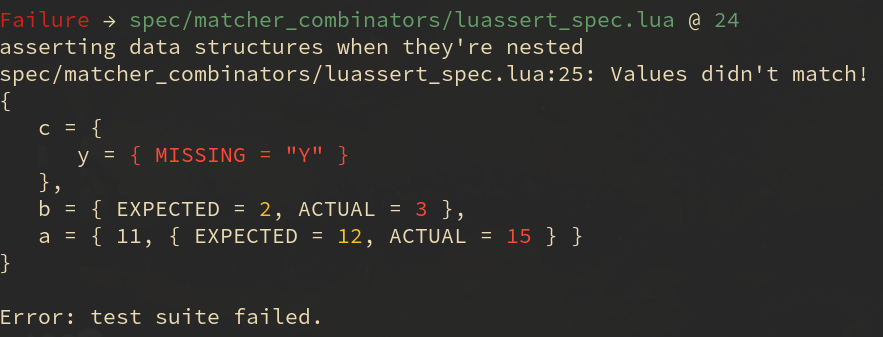 Failure → spec/matcher_combinators/luassert_spec.lua @ 24
asserting data structures when they're nested
spec/matcher_combinators/luassert_spec.lua:25: Values didn't match!
{
   c = {
      y = { MISSING = "Y" }
   },
   b = { EXPECTED = 2, ACTUAL = 3 },
   a = { 11, { EXPECTED = 12, ACTUAL = 15 } }
}
Error: test suite failed.